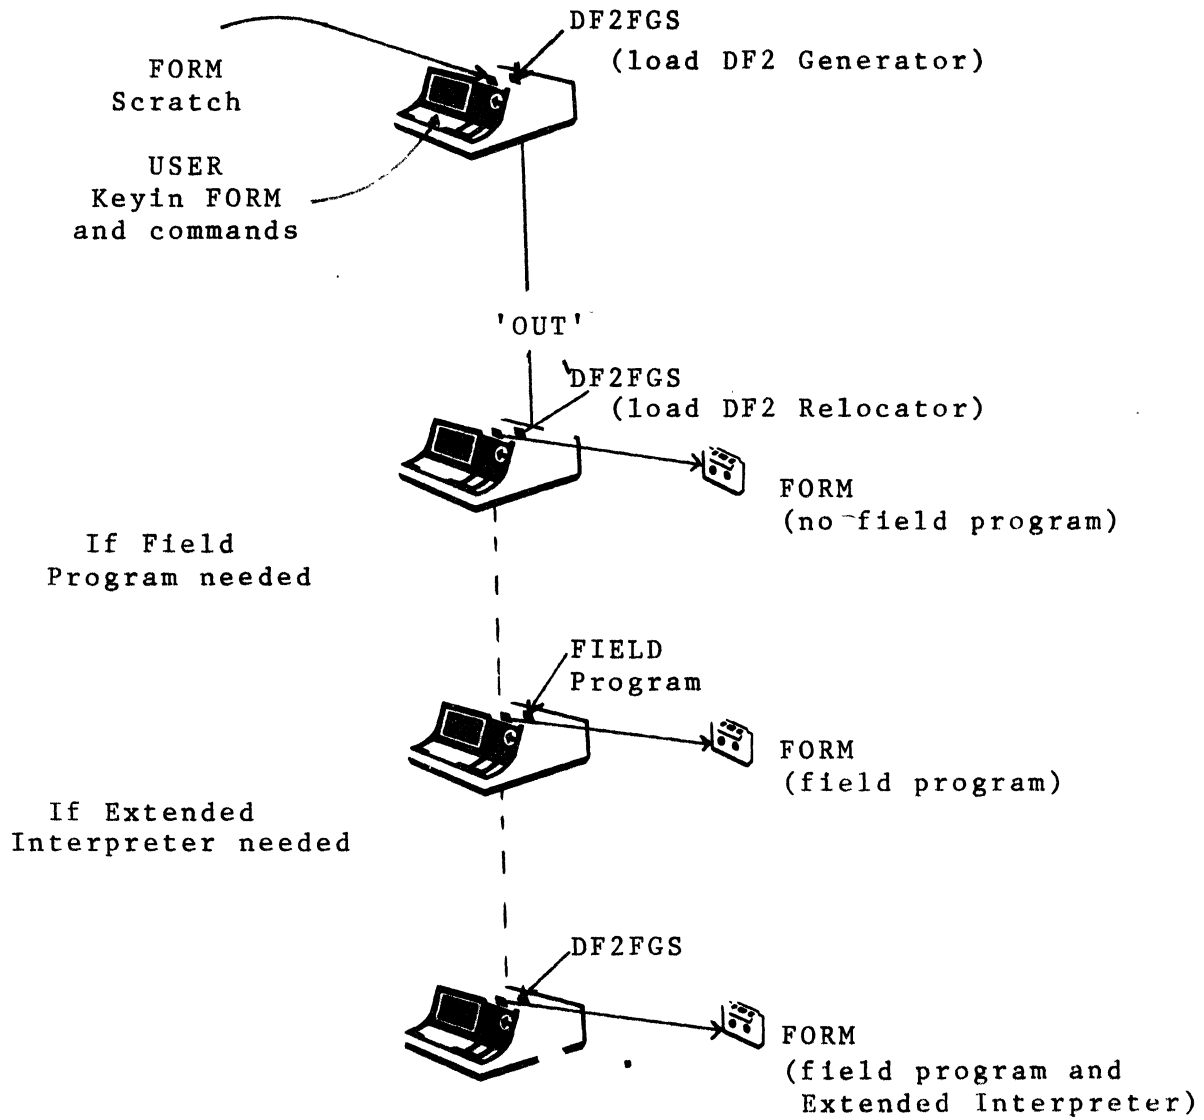 DF2FGS
(load DF2 Generator)
FORM
Scratch
USER
Keyin FORM
and commands
'OUT'
DF2FGS
(load DF2 Relocator)
FORM
(no field program)
If Field
Program needed
FIELD
Program
FORM
(field program)
If Extended
Interpreter needed
DF2FGS
FORM
(field program and
Extended Interpreter)